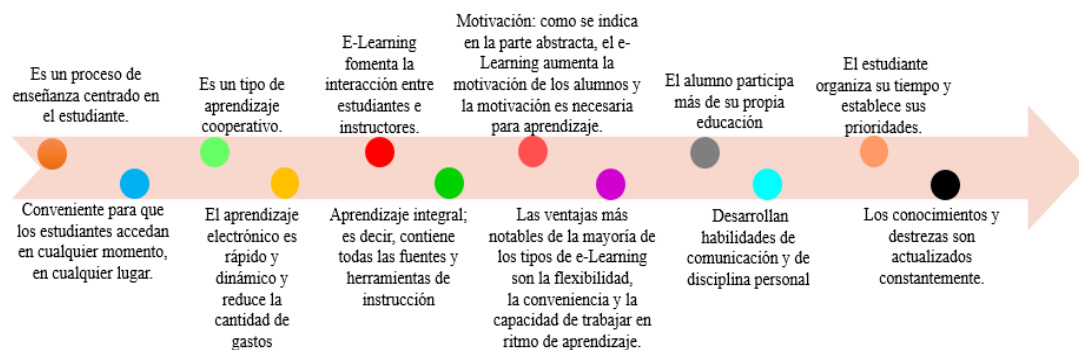 Es un proceso de
enseñanza centrado en
el estudiante.
Conveniente para que
los estudiantes accedan
en cualquier momento,
en cualquier lugar.
Es un tipo de
aprendizaje
cooperativo.
El aprendizaje
electrónico es
rápido y
dinámico y
reduce la
cantidad de
gastos
E-Learning
fomenta la
interacción entre
estudiantes e
instructores.
Aprendizaje integral;
es decir, contiene
todas las fuentes y
herramientas de
instrucción
Motivación: como se indica
en la parte abstracta, el e-
Learning aumenta la
motivación de los alumnos y
la motivación es necesaria
para aprendizaje.
Las ventajas más
notables de la mayoría de
los tipos de e-Learning
son la flexibilidad,
la conveniencia y la
capacidad de trabajar en
ritmo de aprendizaje.
El alumno participa
más de su propia
educación
Desarrollan
habilidades de
comunicación y de
disciplina personal
El estudiante
organiza su tiempo y
establece sus
prioridades.
Los conocimientos y
destrezas son
actualizados
constantemente.